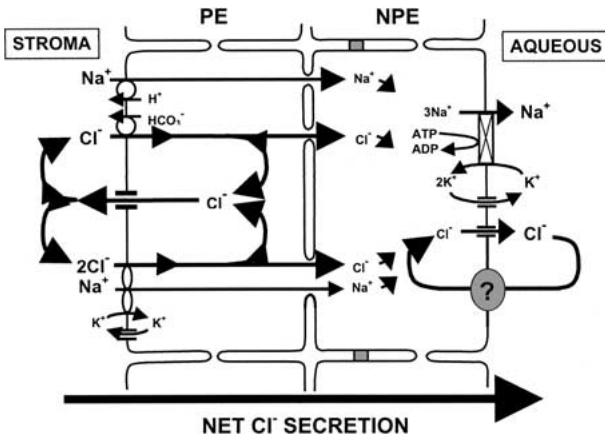 PE NPE
STROMA AQUEOUS
Na⁺ Na⁺
H⁺
HCO₃⁻
Cl⁻ Cl⁻
3Na⁺ Na⁺
ATP
ADP
2K⁺ K⁺
Cl⁻
Cl⁻ Cl⁻
2Cl⁻ Cl⁻
Na⁺ Na⁺
?
K⁺ K⁺
NET Cl⁻ SECRETION